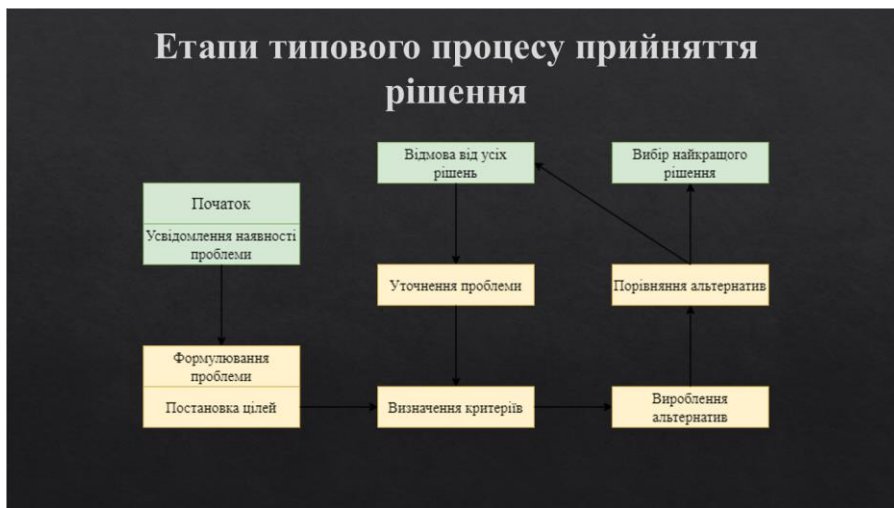 Етапи типового процесу прийняття
рішення
Відмова від усіх
рішень
Вибір найкращого
рішення
Початок
Усвідомлення наявності
проблеми
Уточнення проблеми
Порівняння альтернатив
Формулювання
проблеми
Постановка цілей
Визначення критеріїв
Вироблення
альтернатив